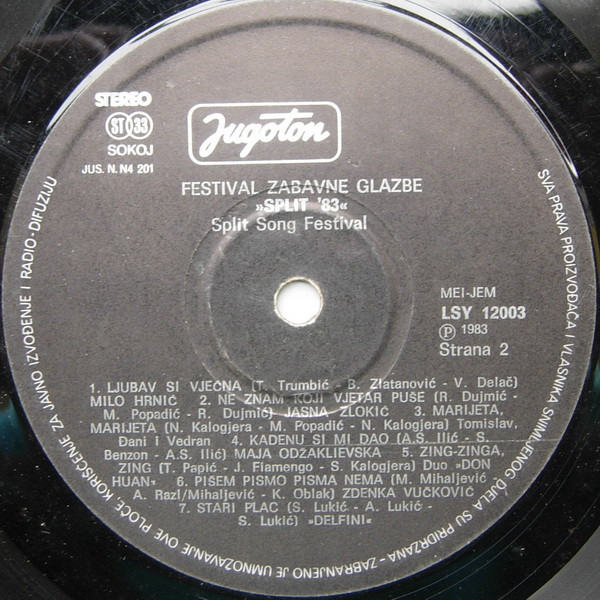 STEREO
ST 33
SOKOJ
JUS. N. N4 201
Jugoton
FESTIVAL ZABAVNE GLAZBE
»SPLIT '83«
Split Song Festival
MEI-JEM
LSY 12003
Ⓟ 1983
Strana 2
1. LJUBAV SI VJEČNA (T. Trumbić - B. Zlatanović - V. Delač)
MILO HRNIĆ 2. NE ZNAM KOJI VJETAR PUŠE (R. Dujmić -
M. Popadić - R. Dujmić) JASNA ZLOKIĆ 3. MARIJETA,
MARIJETA (N. Kalogjera - M. Popadić - N. Kalogjera) Tomislav,
Đani i Vedran 4. KADENU SI MI DAO (A.S. Ilić - S.
Benzon - A.S. Ilić) MAJA ODŽAKLIJEVSKA 5. ZING-ZINGA,
ZING (T. Papić - J. Fiamengo - S. Kalogjera) Duo »DON
HUAN« 6. PIŠEM PISMO PISMA NEMA (M. Mihaljević
A. Razl/Mihaljević - K. Oblak) ZDENKA VUČKOVIĆ
7. STARI PLAC (S. Lukić - A. Lukić -
S. Lukić) »DELFINI«
SVA PRAVA PROIZVOĐAČA I VLASNIKA SNIMLJENOG DJELA SU PRIDRŽANA - ZABRANJENO JE UMNOŽAVANJE OVE PLOČE, KORIŠĆENJE ZA JAVNO IZVOĐENJE I RADIO-DIFUZIJU